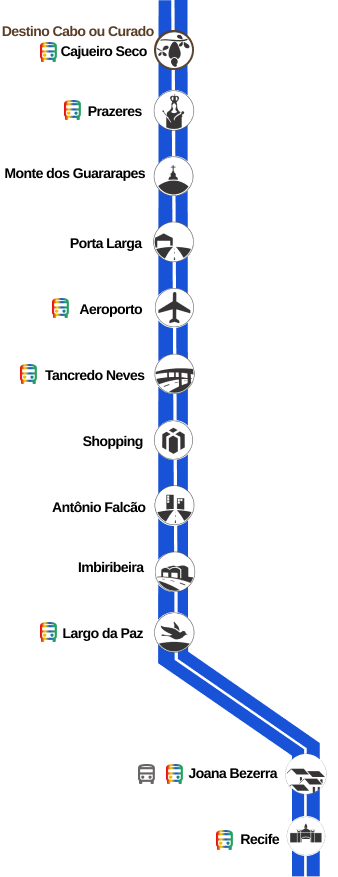 Destino Cabo ou Curado
Cajueiro Seco
Prazeres
Monte dos Guararapes
Porta Larga
Aeroporto
Tancredo Neves
Shopping
Antônio Falcão
Imbiribeira
Largo da Paz
Joana Bezerra
Recife